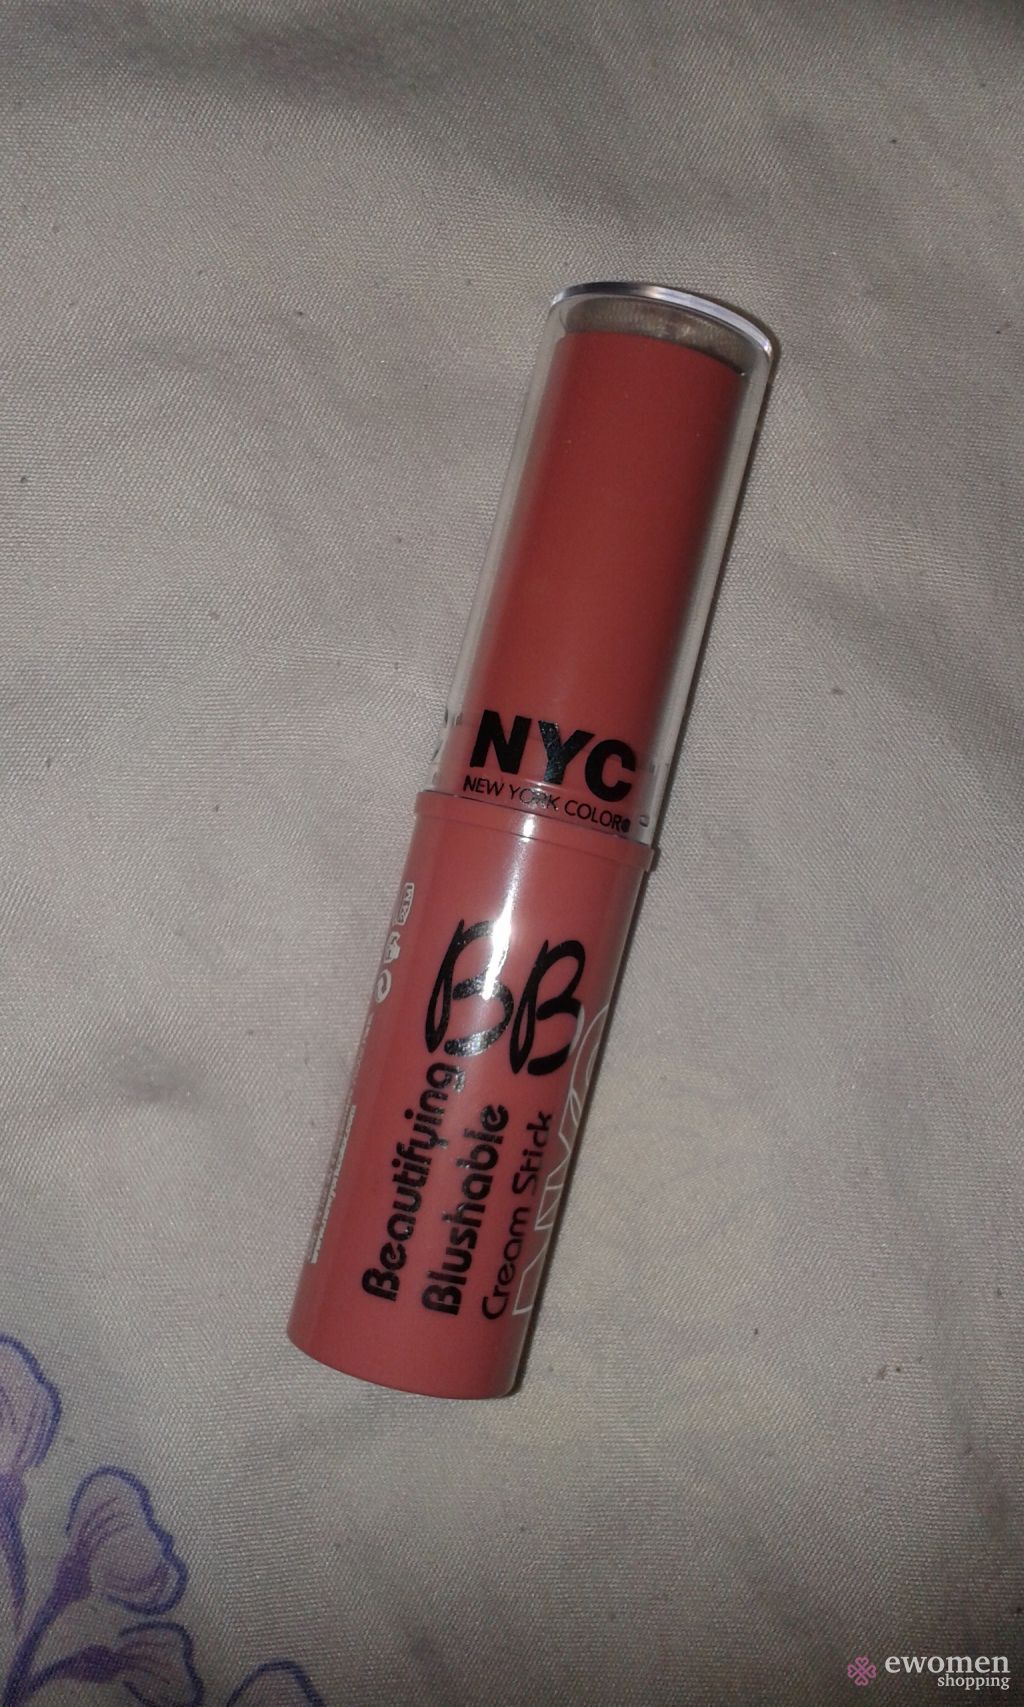 NYC
NEW YORK COLOR®
BB
Beautifying
Blushable
Cream Stick
ewomen
shopping